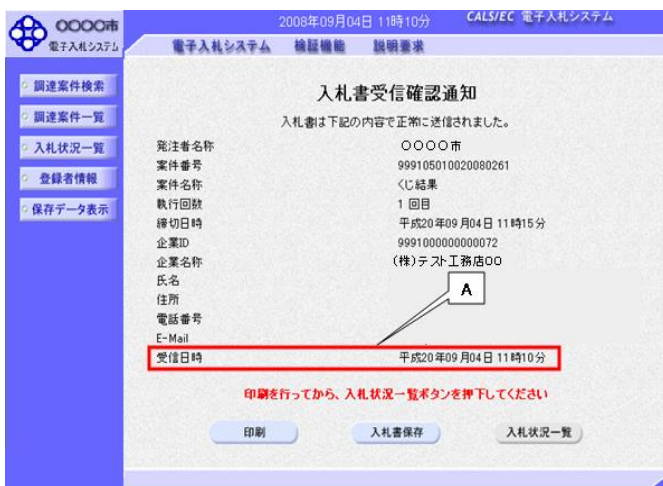 〇〇〇〇市
電子入札システム
2008年09月04日 11時10分
CALS/EC 電子入札システム
電子入札システム 検証機能 説明要求
調達案件検索
調達案件一覧
入札状況一覧
登録者情報
保存データ表示
入札書受信確認通知
入札書は下記の内容で正常に送信されました。
発注者名称 〇〇〇〇市
案件番号 999105010020080261
案件名称 くじ結果
執行回数 1 回目
締切日時 平成20年09月04日 11時15分
企業ID 9991000000000072
企業名称 (株)テスト工務店〇〇
氏名
A
住所
電話番号
E-Mail
受信日時 平成20年09月04日 11時10分
印刷を行ってから、入札状況一覧ボタンを押下してください
印刷 入札書保存 入札状況一覧